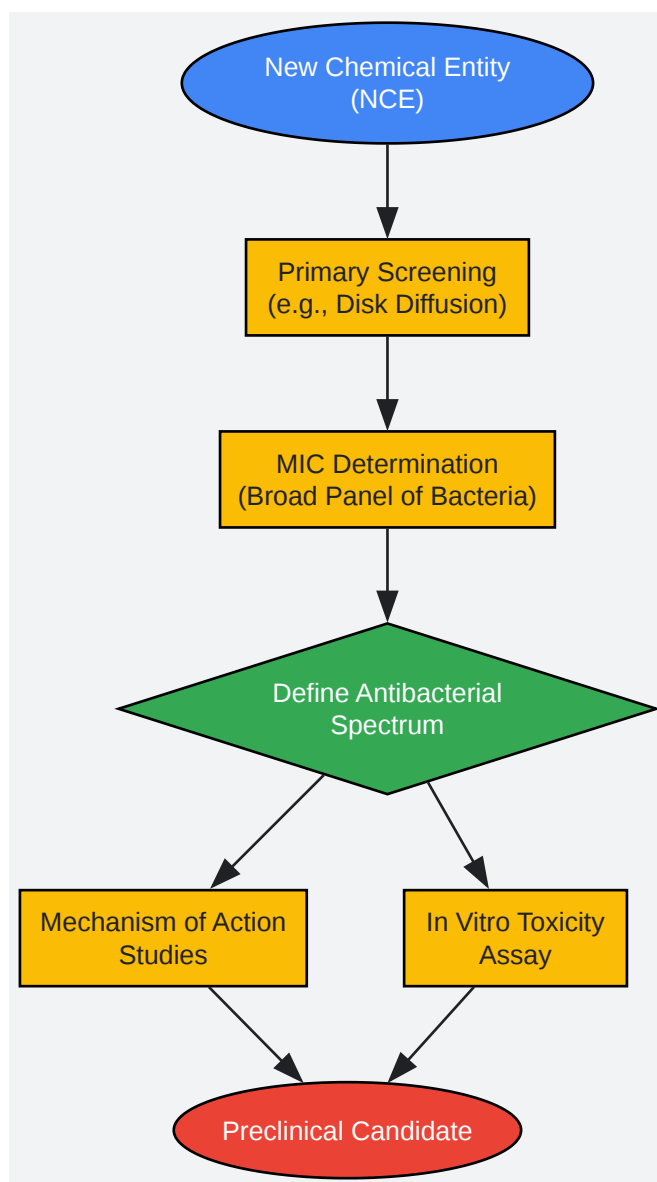 New Chemical Entity
(NCE)
Primary Screening
(e.g., Disk Diffusion)
MIC Determination
(Broad Panel of Bacteria)
Define Antibacterial
Spectrum
Mechanism of Action
Studies
In Vitro Toxicity
Assay
Preclinical Candidate